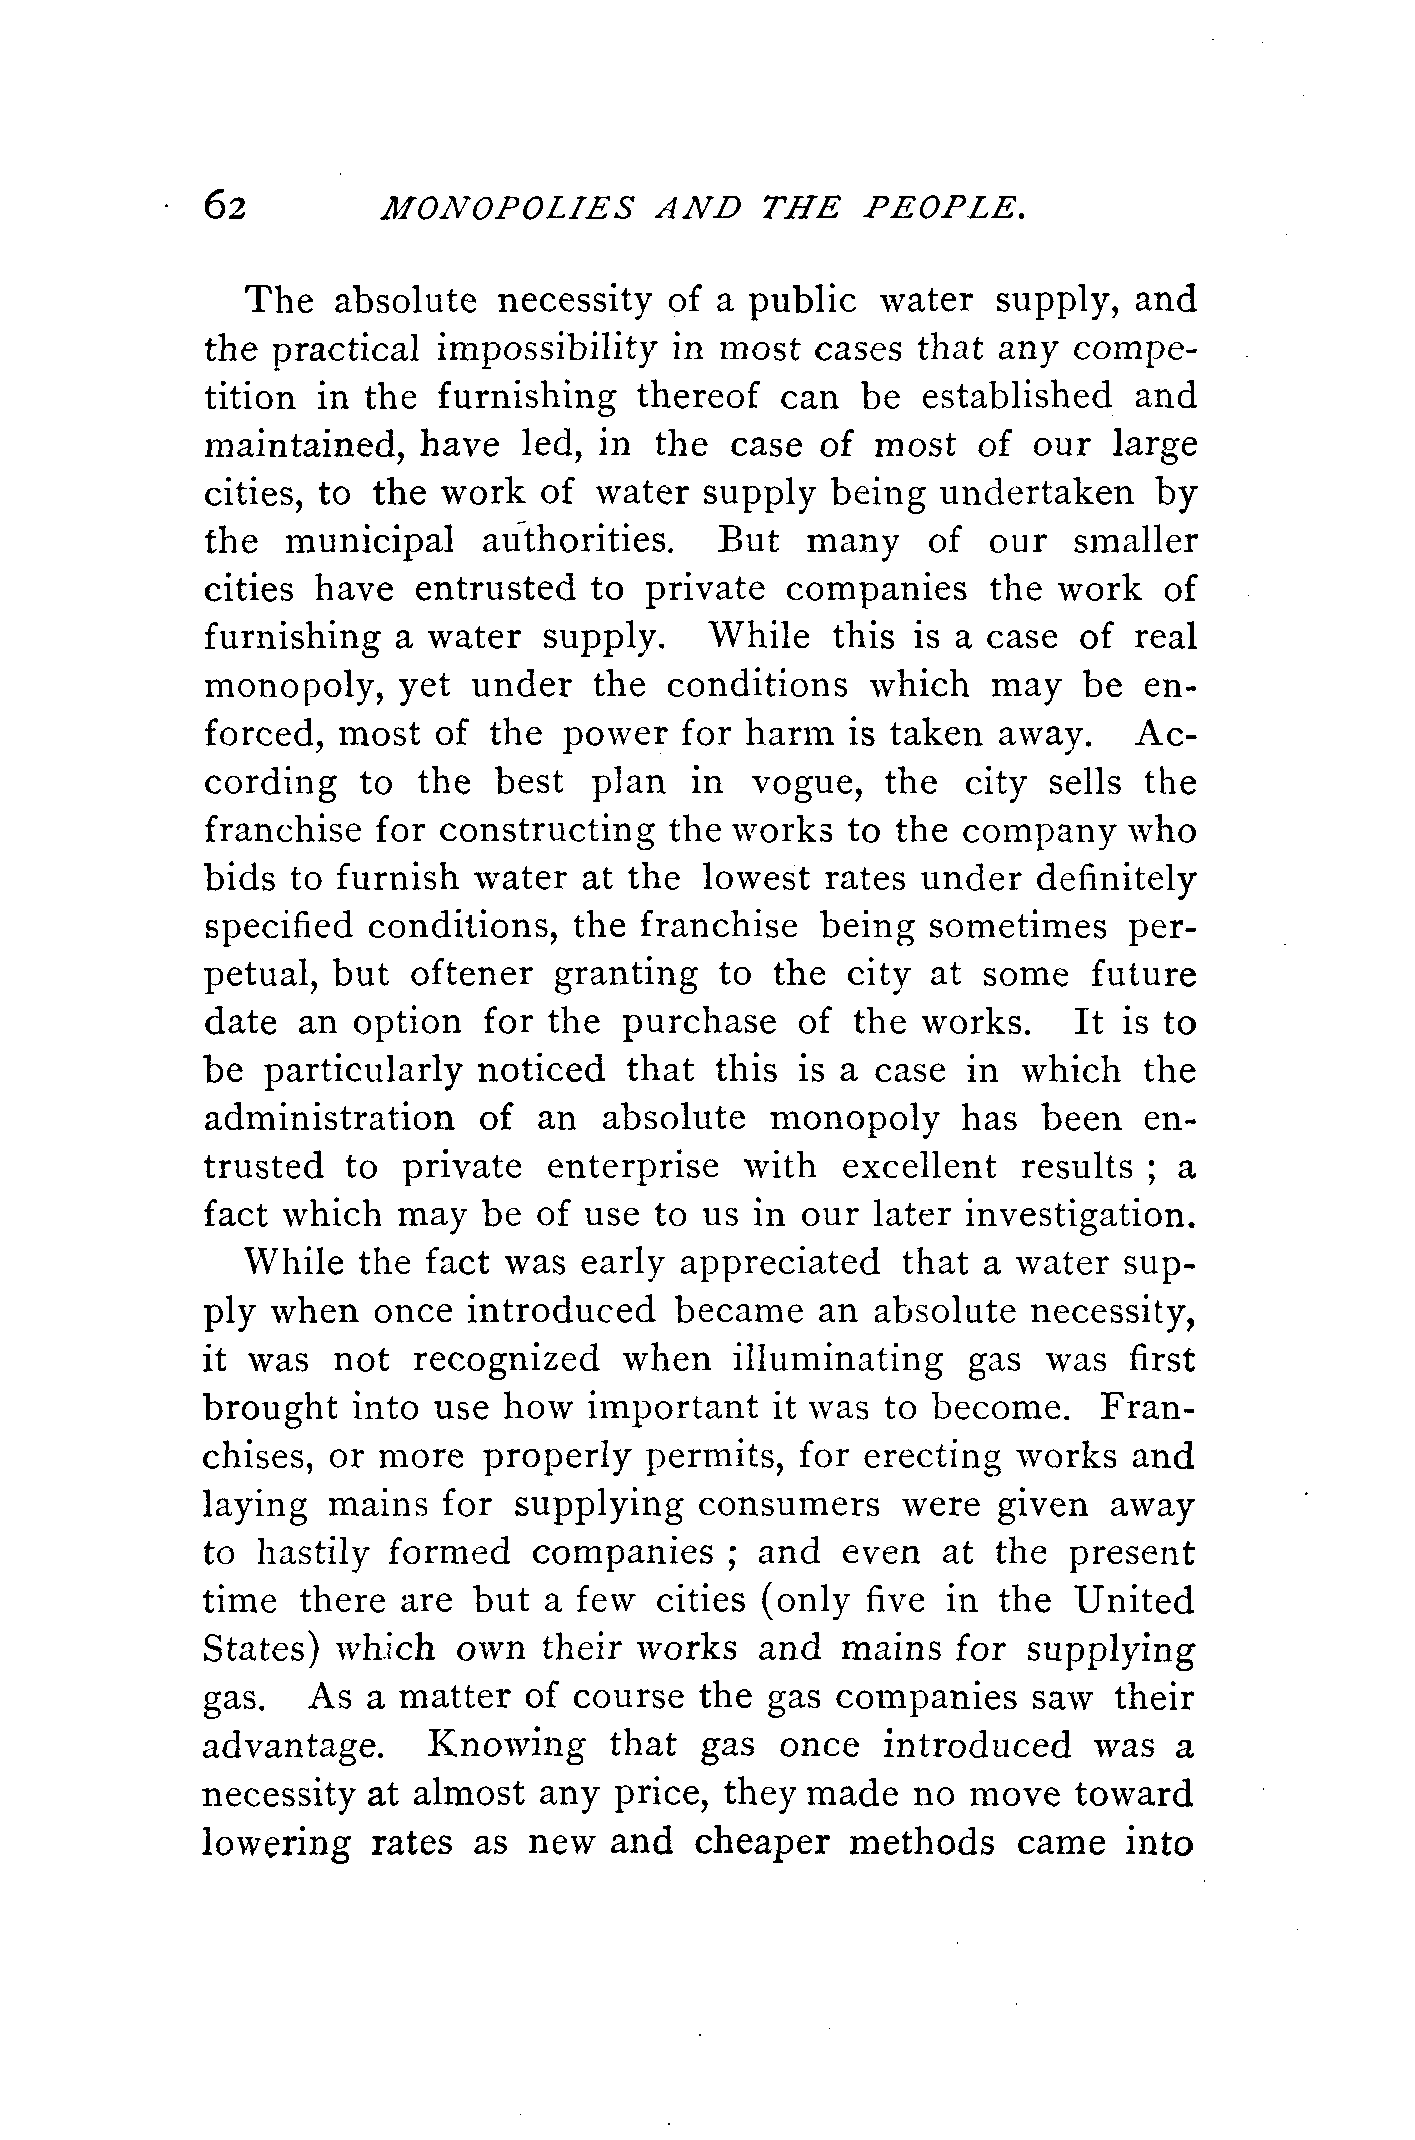 62 MONOPOLIES AND THE PEOPLE.
The absolute necessity of a public water supply, and
the practical impossibility in most cases that any compe-
tition in the furnishing thereof can be established and
maintained, have led, in the case of most of our large
cities, to the work of water supply being undertaken by
the municipal authorities. But many of our smaller
cities have entrusted to private companies the work of
furnishing a water supply. While this is a case of real
monopoly, yet under the conditions which may be en-
forced, most of the power for harm is taken away. Ac-
cording to the best plan in vogue, the city sells the
franchise for constructing the works to the company who
bids to furnish water at the lowest rates under definitely
specified conditions, the franchise being sometimes per-
petual, but oftener granting to the city at some future
date an option for the purchase of the works. It is to
be particularly noticed that this is a case in which the
administration of an absolute monopoly has been en-
trusted to private enterprise with excellent results ; a
fact which may be of use to us in our later investigation.
While the fact was early appreciated that a water sup-
ply when once introduced became an absolute necessity,
it was not recognized when illuminating gas was first
brought into use how important it was to become. Fran-
chises, or more properly permits, for erecting works and
laying mains for supplying consumers were given away
to hastily formed companies ; and even at the present
time there are but a few cities (only five in the United
States) which own their works and mains for supplying
gas. As a matter of course the gas companies saw their
advantage. Knowing that gas once introduced was a
necessity at almost any price, they made no move toward
lowering rates as new and cheaper methods came into